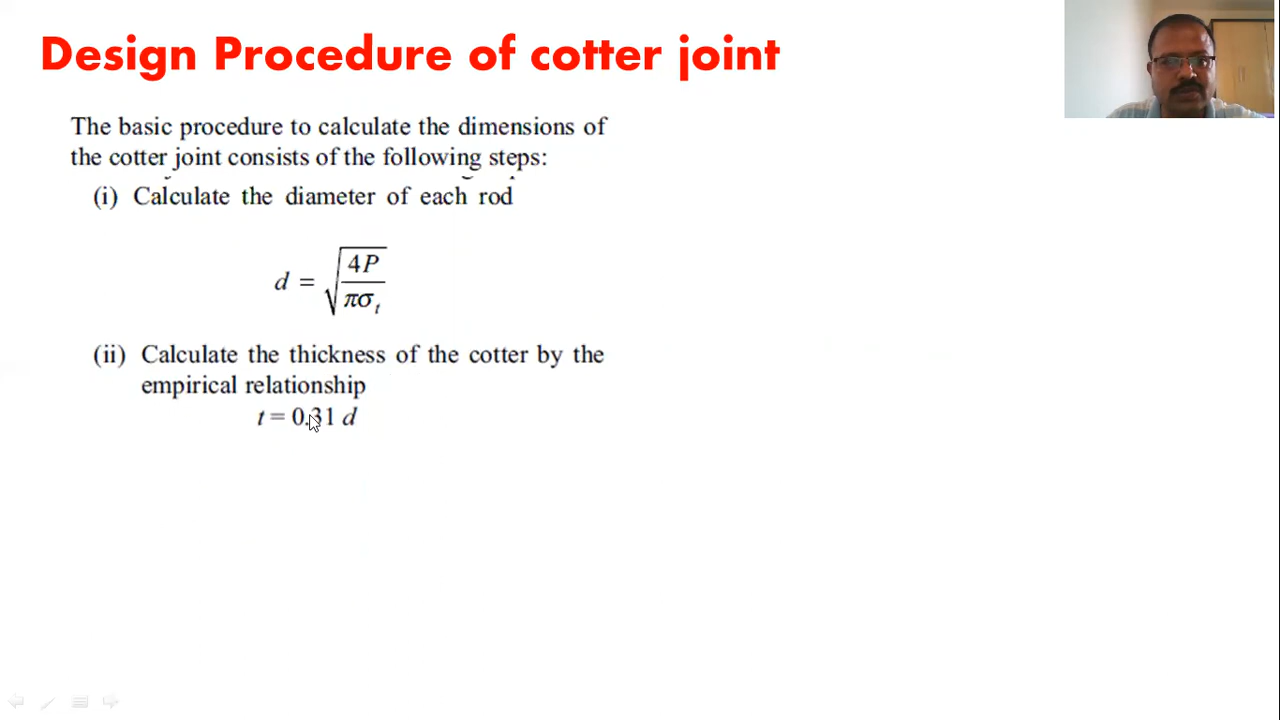 Design Procedure of cotter joint
The basic procedure to calculate the dimensions of
the cotter joint consists of the following steps:
(i) Calculate the diameter of each rod
d = √(4P / πσₜ)
(ii) Calculate the thickness of the cotter by the
empirical relationship
t = 0.31 d